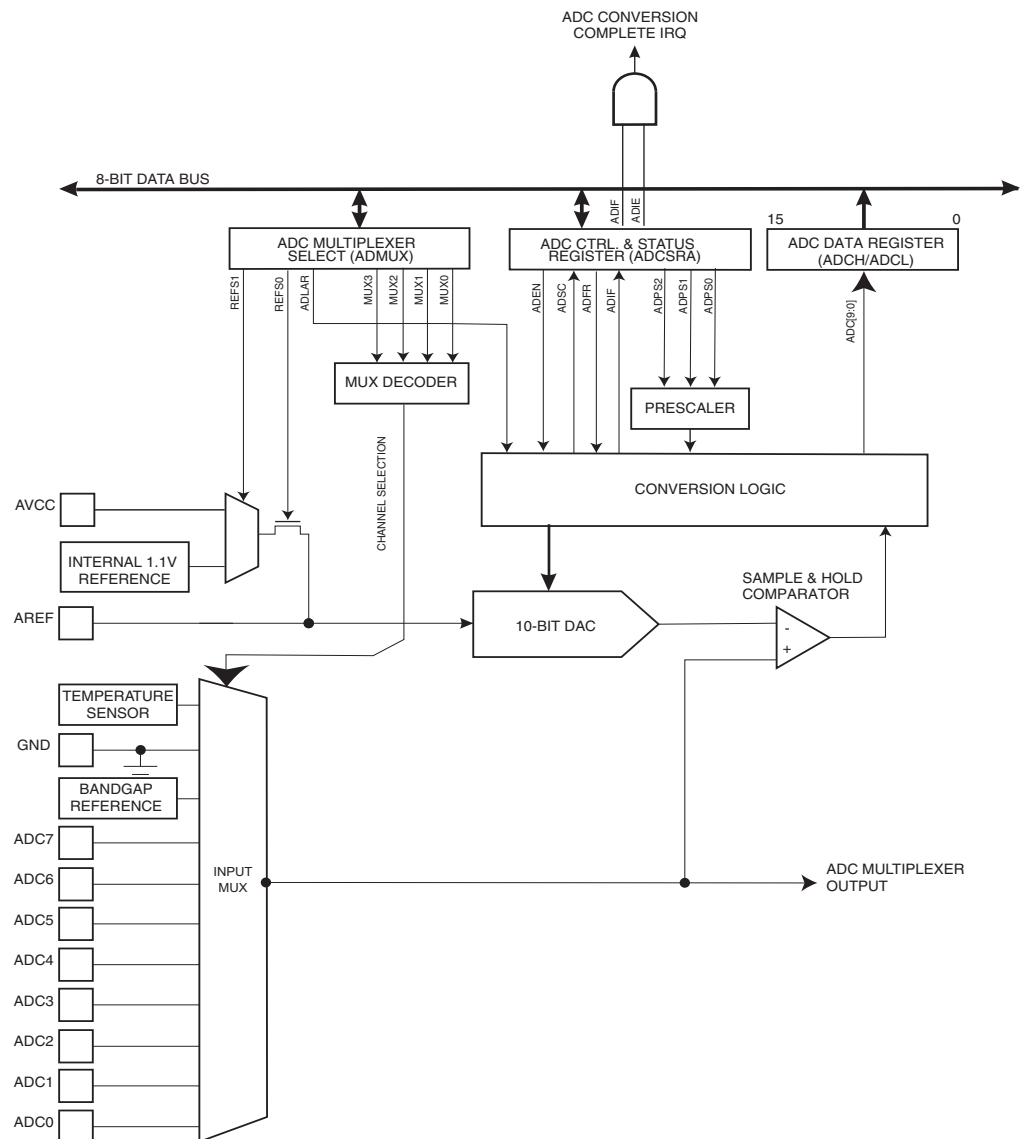 ADC CONVERSION
COMPLETE IRQ
8-BIT DATA BUS
ADIF
ADIE
15
0
ADC MULTIPLEXER
SELECT (ADMUX)
ADC CTRL. & STATUS
REGISTER (ADCSRA)
ADC DATA REGISTER
(ADCH/ADCL)
REFS1
REFS0
ADLAR
MUX3
MUX2
MUX1
MUX0
ADEN
ADSC
ADFR
ADIF
ADPS2
ADPS1
ADPS0
ADC[9:0]
MUX DECODER
PRESCALER
CHANNEL SELECTION
CONVERSION LOGIC
AVCC
INTERNAL 1.1V
REFERENCE
SAMPLE & HOLD
COMPARATOR
AREF
10-BIT DAC
-
+
TEMPERATURE
SENSOR
GND
BANDGAP
REFERENCE
ADC7
ADC6
ADC5
ADC4
ADC3
ADC2
ADC1
ADC0
INPUT
MUX
ADC MULTIPLEXER
OUTPUT